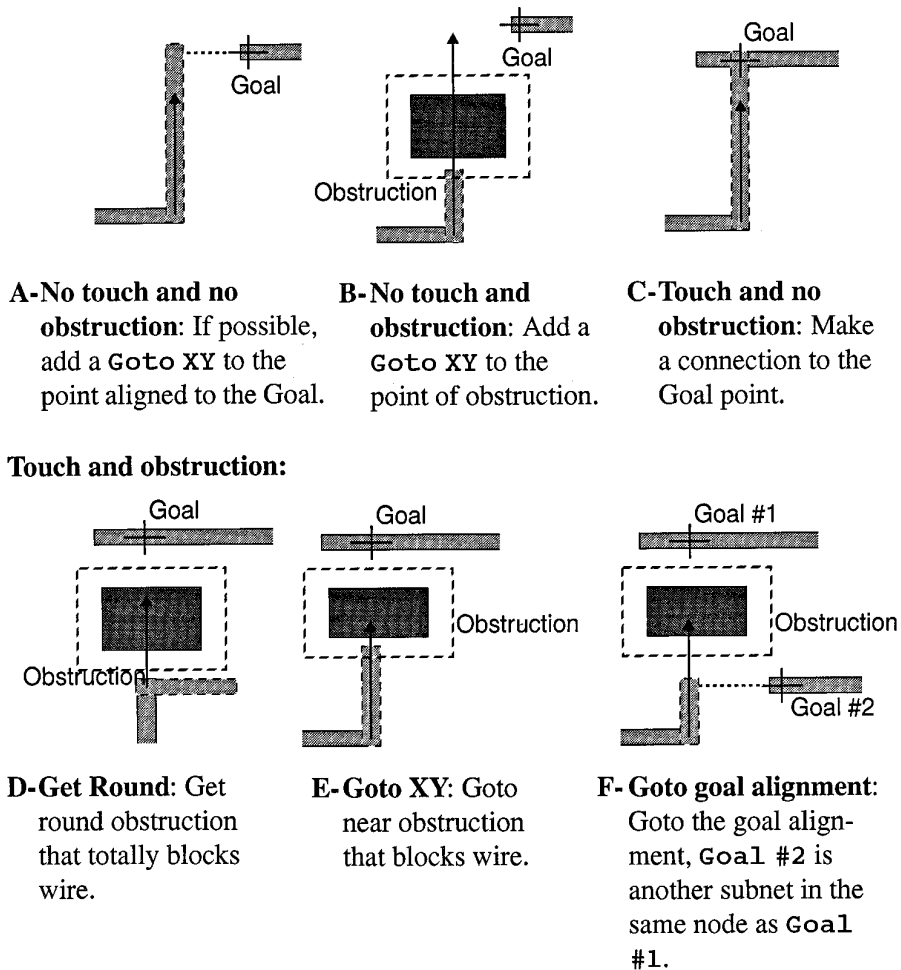 Goal
Goal
Obstruction
Goal
A-No touch and no
obstruction: If possible,
add a Goto XY to the
point aligned to the Goal.
B-No touch and
obstruction: Add a
Goto XY to the
point of obstruction.
C-Touch and no
obstruction: Make
a connection to the
Goal point.
Touch and obstruction:
Goal
Obstruction
Goal
Obstruction
Goal #1
Obstruction
Goal #2
D-Get Round: Get
round obstruction
that totally blocks
wire.
E-Goto XY: Goto
near obstruction
that blocks wire.
F- Goto goal alignment:
Goto the goal align-
ment, Goal #2 is
another subnet in the
same node as Goal
#1.